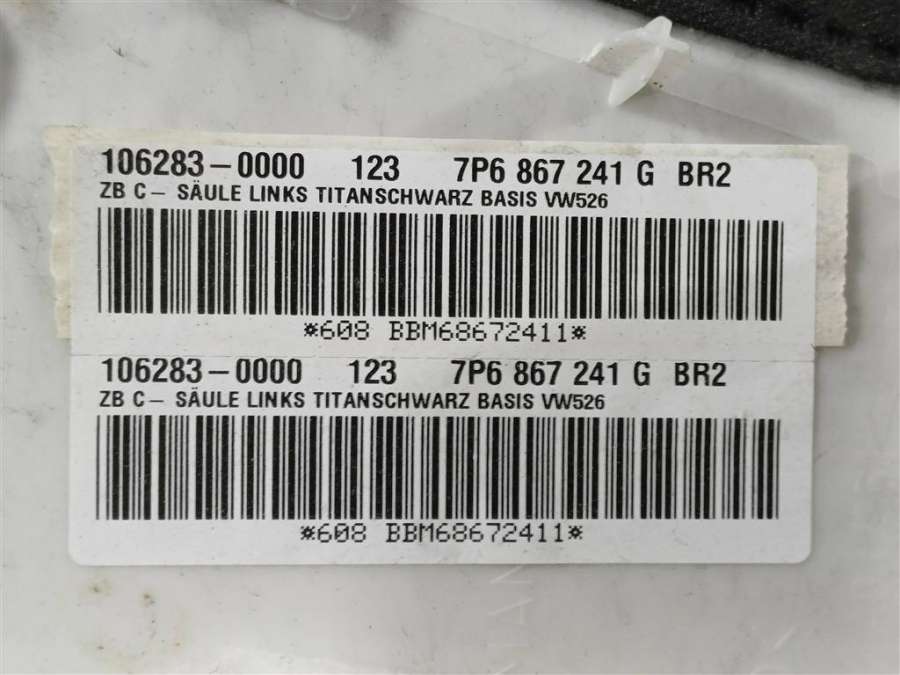 106283-0000 123 7P6 867 241 G BR2
ZB C- SÄULE LINKS TITANSCHWARZ BASIS VW526
*608 BBM68672411*
106283-0000 123 7P6 867 241 G BR2
ZB C- SÄULE LINKS TITANSCHWARZ BASIS VW526
*608 BBM68672411*